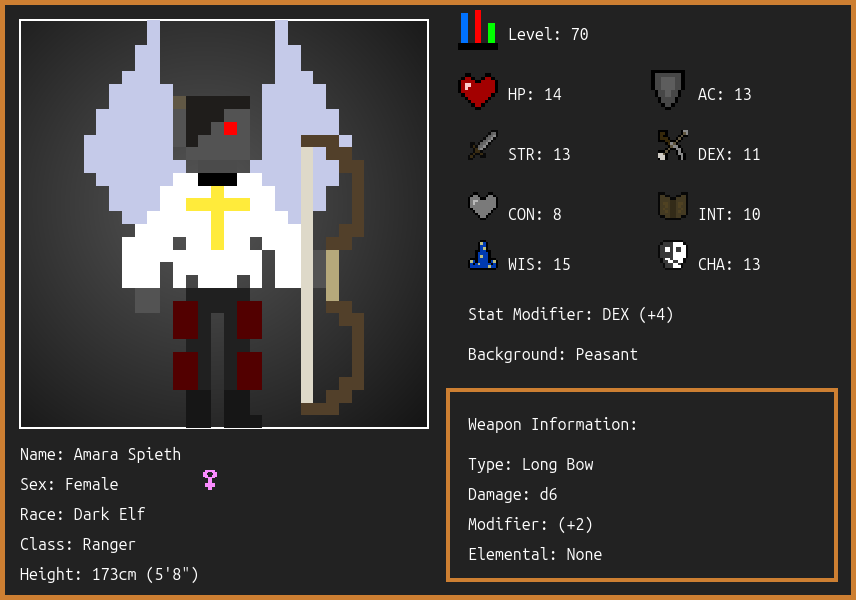 Level: 70
HP: 14
AC: 13
STR: 13
DEX: 11
CON: 8
INT: 10
WIS: 15
CHA: 13
Stat Modifier: DEX (+4)
Background: Peasant
Weapon Information:
Type: Long Bow
Damage: d6
Modifier: (+2)
Elemental: None
Name: Amara Spieth
Sex: Female
Race: Dark Elf
Class: Ranger
Height: 173cm (5'8")